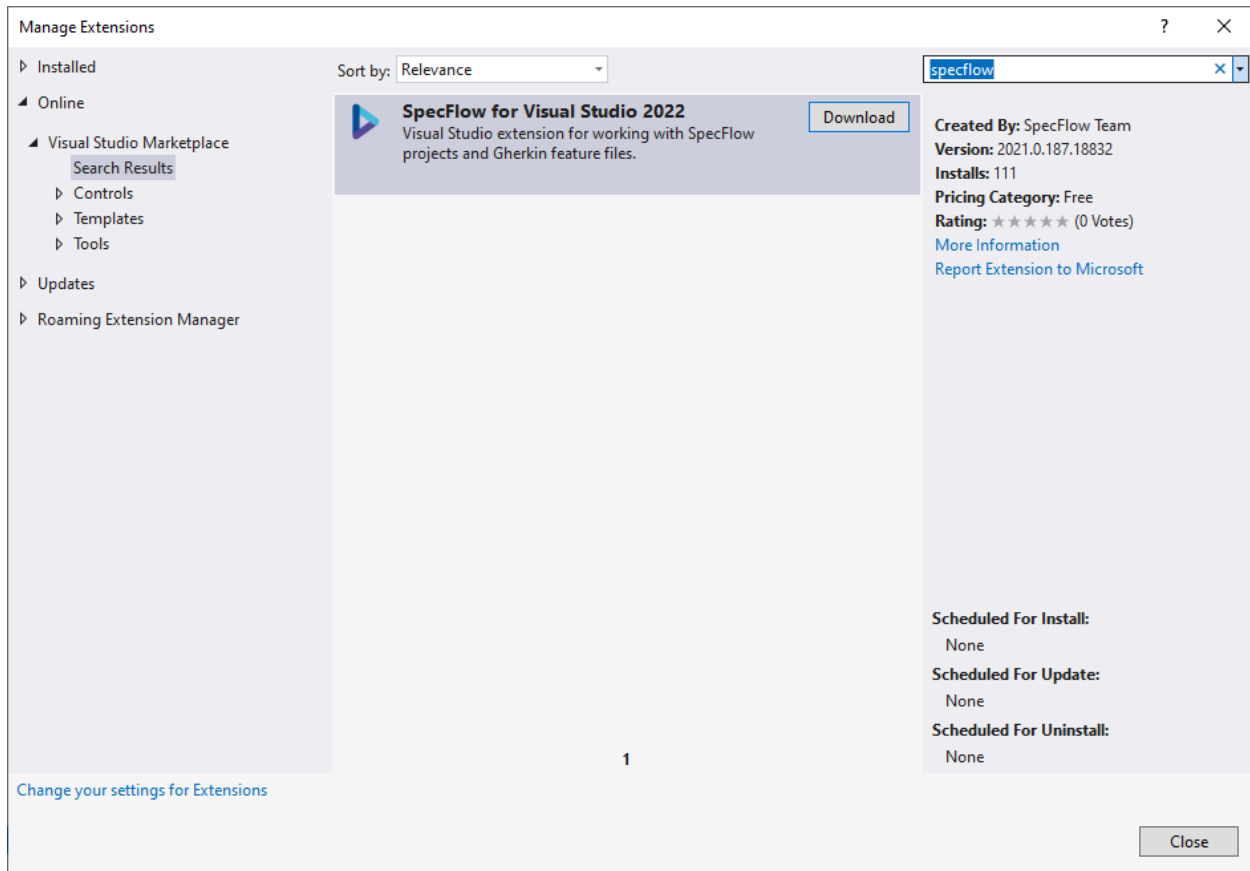 Manage Extensions
?
Installed
Online
Visual Studio Marketplace
Search Results
Controls
Templates
Tools
Updates
Roaming Extension Manager
Change your settings for Extensions
Sort by: Relevance
SpecFlow for Visual Studio 2022
Visual Studio extension for working with SpecFlow
projects and Gherkin feature files.
Download
1
specflow
Created By: SpecFlow Team
Version: 2021.0.187.18832
Installs: 111
Pricing Category: Free
Rating: ★★★★★ (0 Votes)
More Information
Report Extension to Microsoft
Scheduled For Install:
None
Scheduled For Update:
None
Scheduled For Uninstall:
None
Close